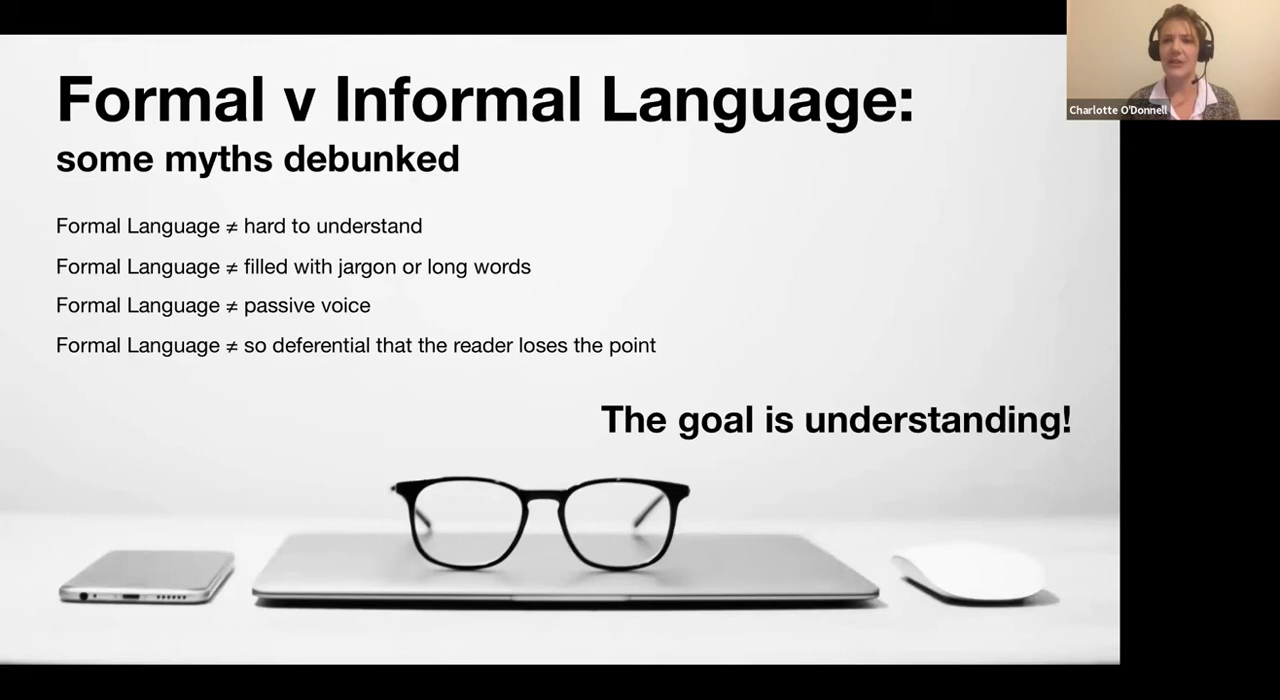 Formal v Informal Language:
some myths debunked
Formal Language ≠ hard to understand
Formal Language ≠ filled with jargon or long words
Formal Language ≠ passive voice
Formal Language ≠ so deferential that the reader loses the point
The goal is understanding!
Charlotte O'Donnell